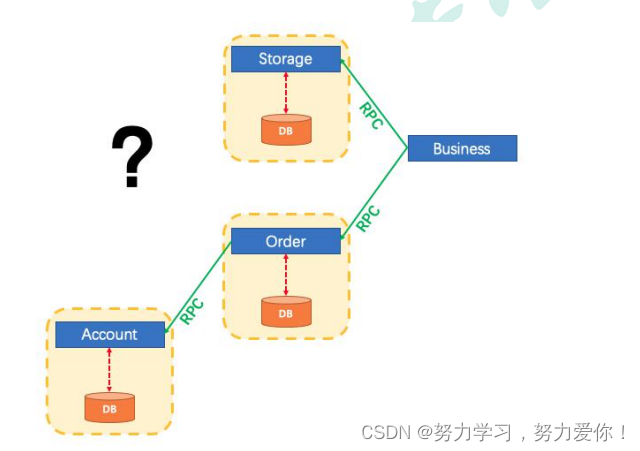 Storage
DB
RPC
?
Business
RPC
Order
DB
RPC
Account
DB
CSDN @努力学习，努力爱你！